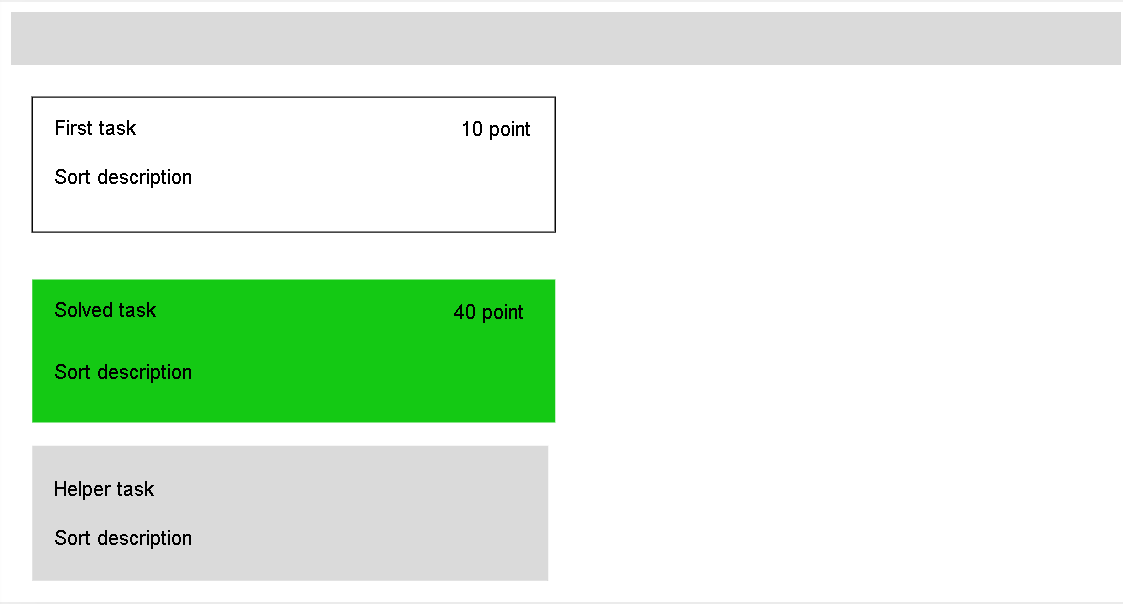 First task 10 point
Sort description
Solved task 40 point
Sort description
Helper task
Sort description